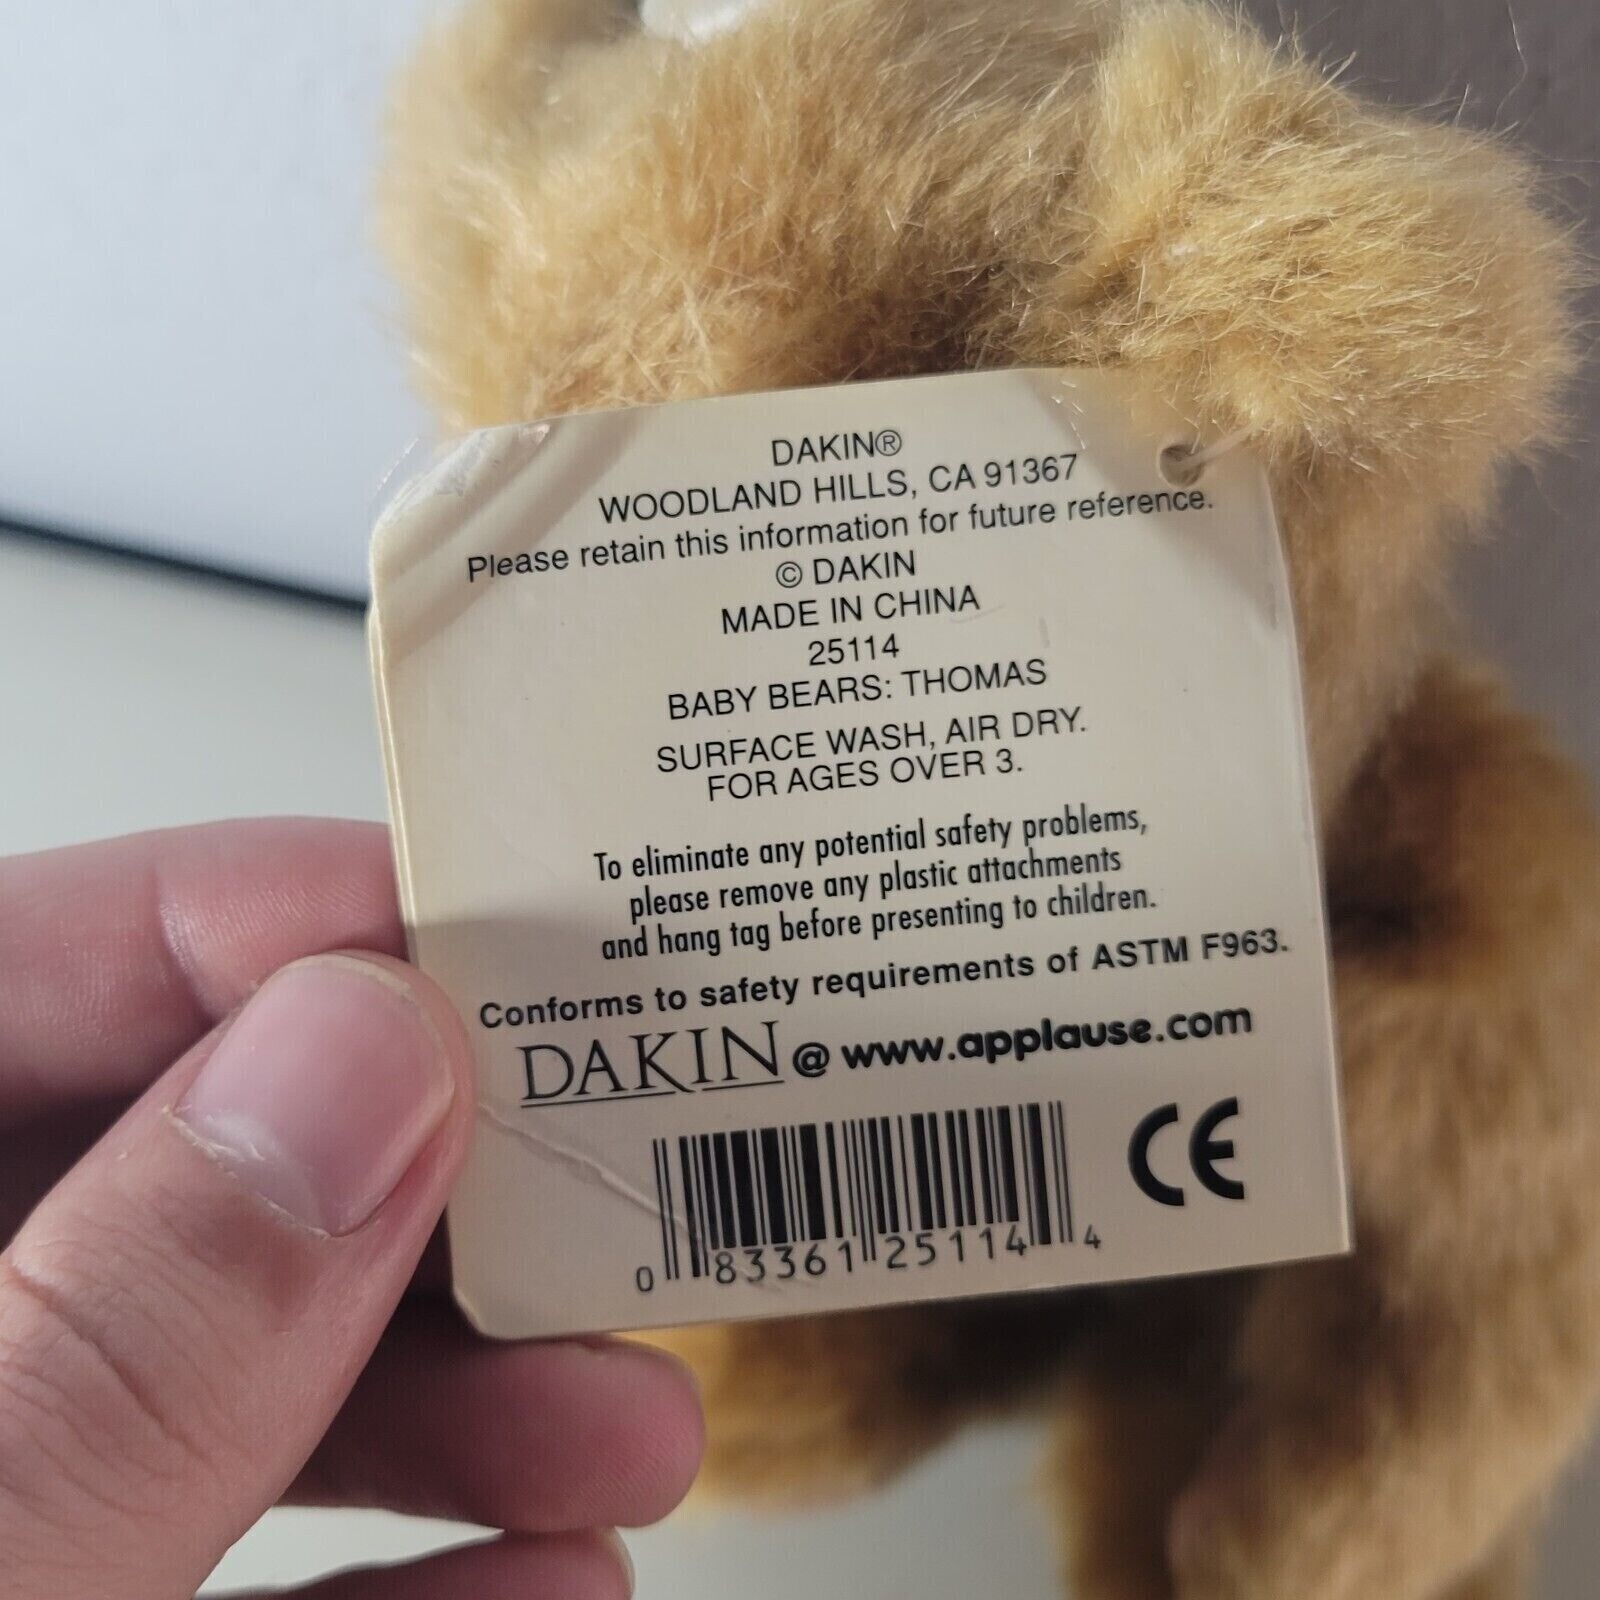 DAKIN®
WOODLAND HILLS, CA 91367
Please retain this information for future reference.
© DAKIN
MADE IN CHINA
25114
BABY BEARS: THOMAS
SURFACE WASH, AIR DRY.
FOR AGES OVER 3.
To eliminate any potential safety problems,
please remove any plastic attachments
and hang tag before presenting to children.
Conforms to safety requirements of ASTM F963.
DAKIN @ www.applause.com
CE
0 83361 25114 4